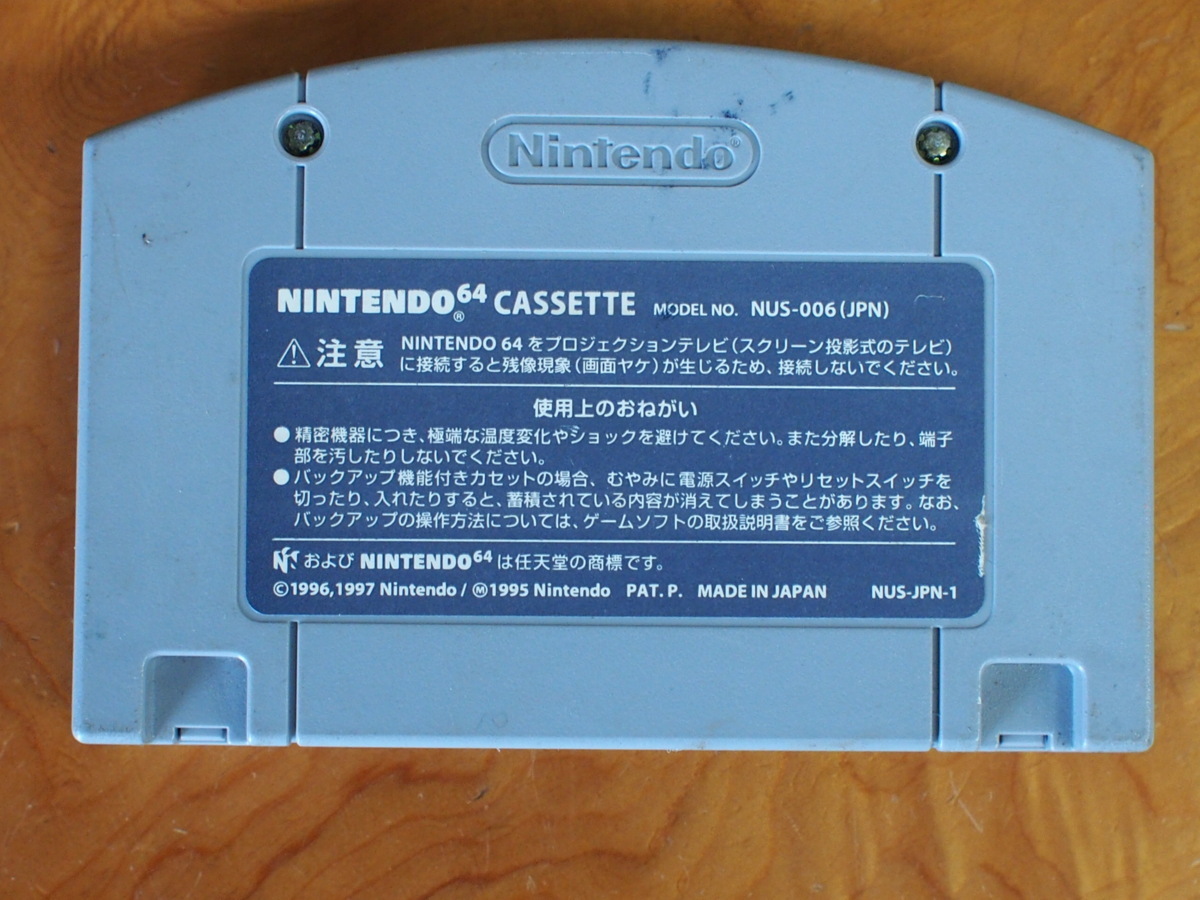 Nintendo®
NINTENDO64® CASSETTE MODEL NO. NUS-006(JPN)
⚠注意 NINTENDO 64をプロジェクションテレビ(スクリーン投影式のテレビ)
に接続すると残像現象(画面ヤケ)が生じるため、接続しないでください。
使用上のおねがい
●精密機器につき、極端な温度変化やショックを避けてください。また分解したり、端子
部を汚したりしないでください。
●バックアップ機能付きカセットの場合、むやみに電源スイッチやリセットスイッチを
切ったり、入れたりすると、蓄積されている内容が消えてしまうことがあります。なお、
バックアップの操作方法については、ゲームソフトの取扱説明書をご参照ください。
および NINTENDO64 は任天堂の商標です。
©1996,1997 Nintendo / Ⓜ1995 Nintendo PAT. P. MADE IN JAPAN NUS-JPN-1